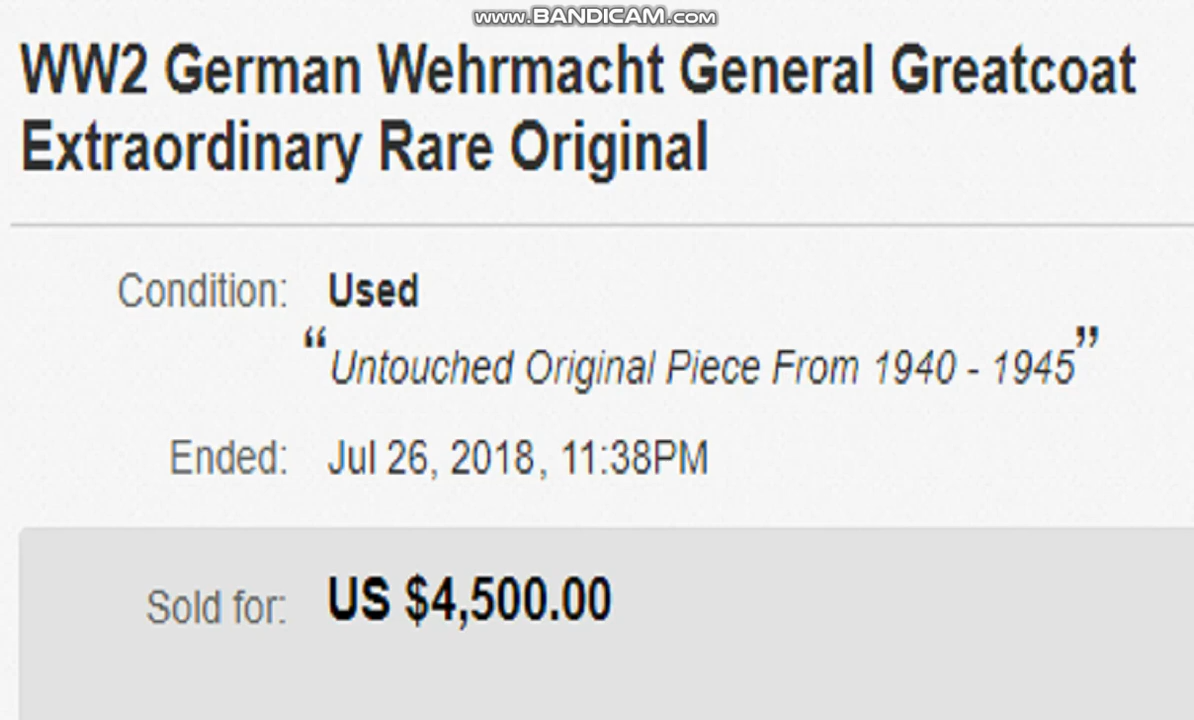 www.BANDICAM.com
WW2 German Wehrmacht General Greatcoat
Extraordinary Rare Original
Condition: Used
“Untouched Original Piece From 1940 - 1945”
Ended: Jul 26, 2018, 11:38PM
Sold for: US $4,500.00